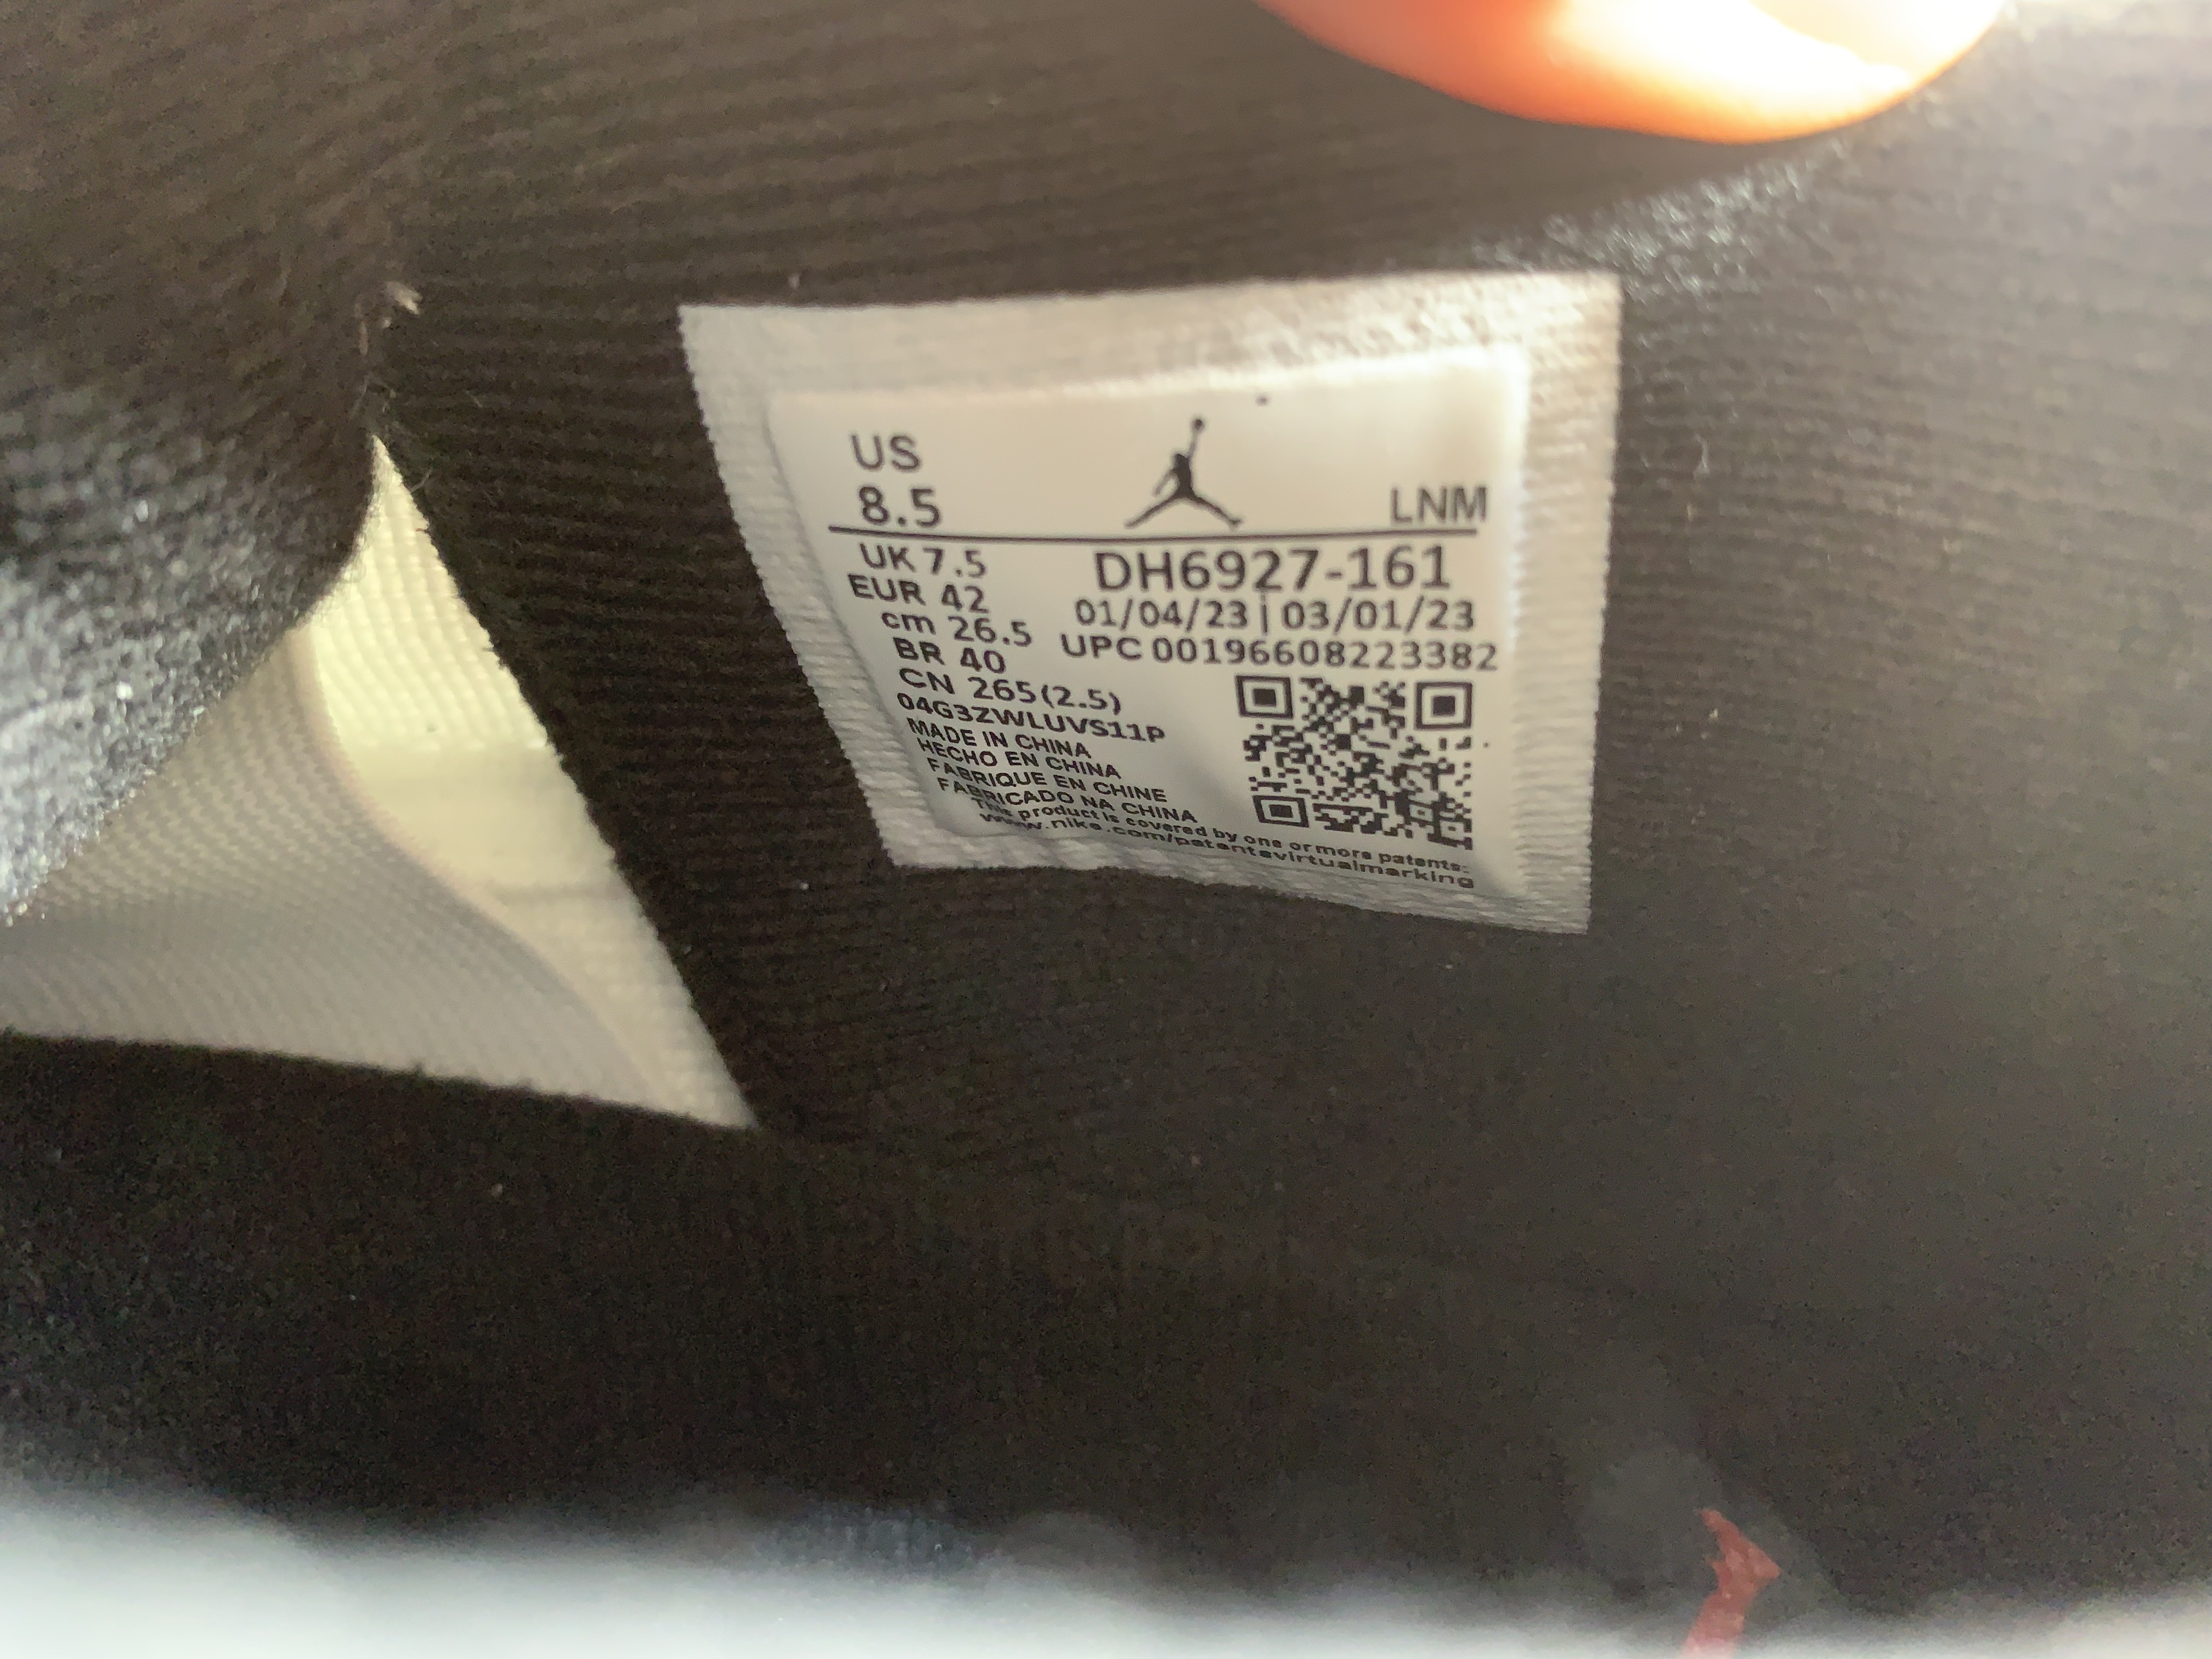 US
8.5
LNM
UK 7.5
EUR 42
cm 26.5
BR 40
CN 265(2.5)
04G3ZWLUVS11P
MADE IN CHINA
HECHO EN CHINA
FABRIQUE EN CHINE
FABRICADO NA CHINA
DH6927-161
01/04/23 | 03/01/23
UPC 00196608223382
This product is covered by one or more patents:
www.nike.com/patentsvirtualmarking